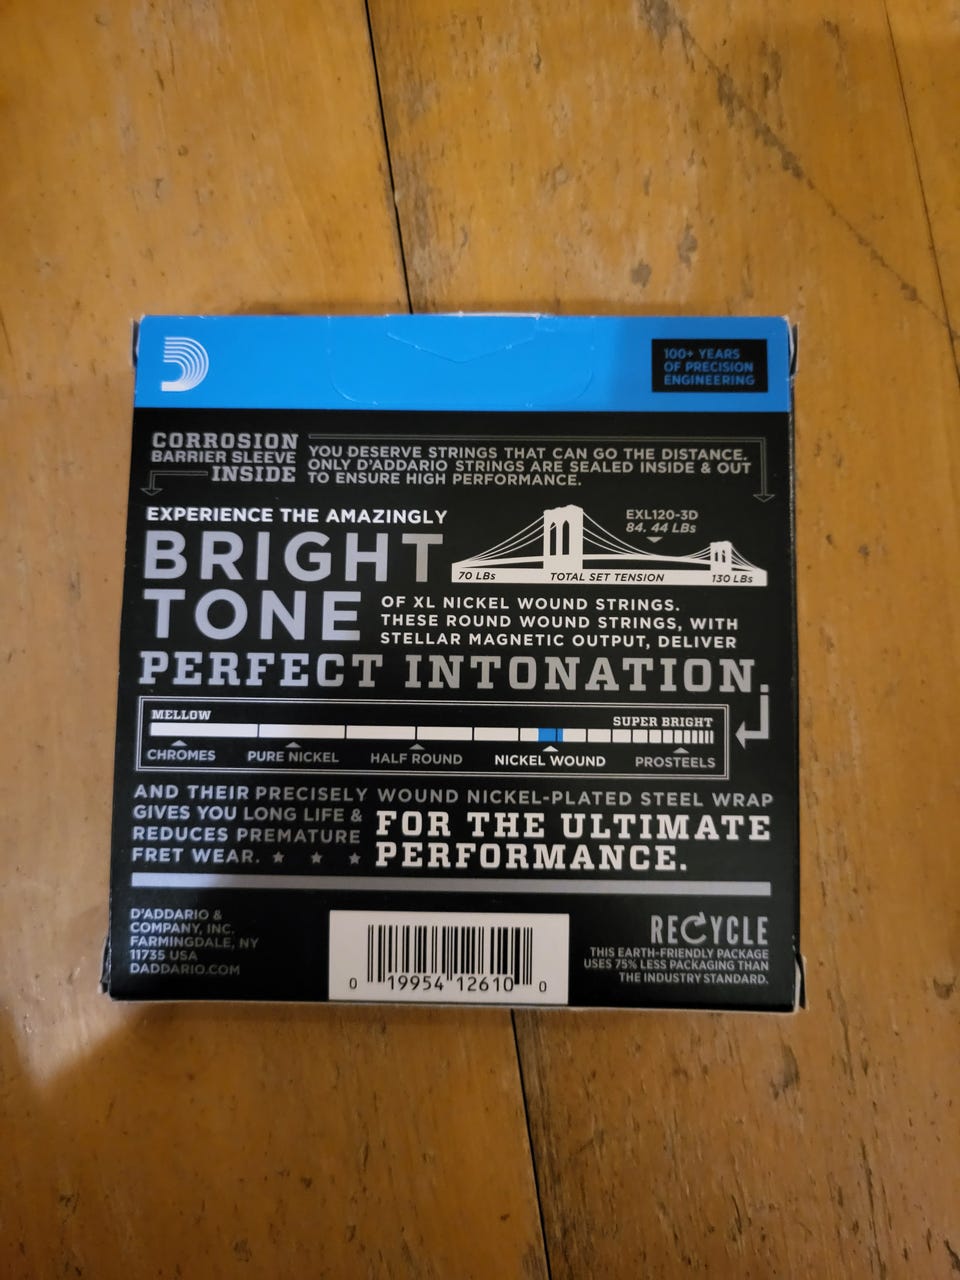 100+ YEARS
OF PRECISION
ENGINEERING
CORROSION
BARRIER SLEEVE
INSIDE
YOU DESERVE STRINGS THAT CAN GO THE DISTANCE.
ONLY D'ADDARIO STRINGS ARE SEALED INSIDE & OUT
TO ENSURE HIGH PERFORMANCE.
EXPERIENCE THE AMAZINGLY
BRIGHT
TONE
EXL120-3D
84. 44 LBs
70 LBs
TOTAL SET TENSION
130 LBs
OF XL NICKEL WOUND STRINGS.
THESE ROUND WOUND STRINGS, WITH
STELLAR MAGNETIC OUTPUT, DELIVER
PERFECT INTONATION.
MELLOW
SUPER BRIGHT
CHROMES
PURE NICKEL
HALF ROUND
NICKEL WOUND
PROSTEELS
AND THEIR PRECISELY WOUND NICKEL-PLATED STEEL WRAP
GIVES YOU LONG LIFE &
REDUCES PREMATURE
FRET WEAR.
FOR THE ULTIMATE
PERFORMANCE.
D'ADDARIO &
COMPANY, INC.
FARMINGDALE, NY
11735 USA
DADDARIO.COM
0 19954 12610 0
RECYCLE
THIS EARTH-FRIENDLY PACKAGE
USES 75% LESS PACKAGING THAN
THE INDUSTRY STANDARD.